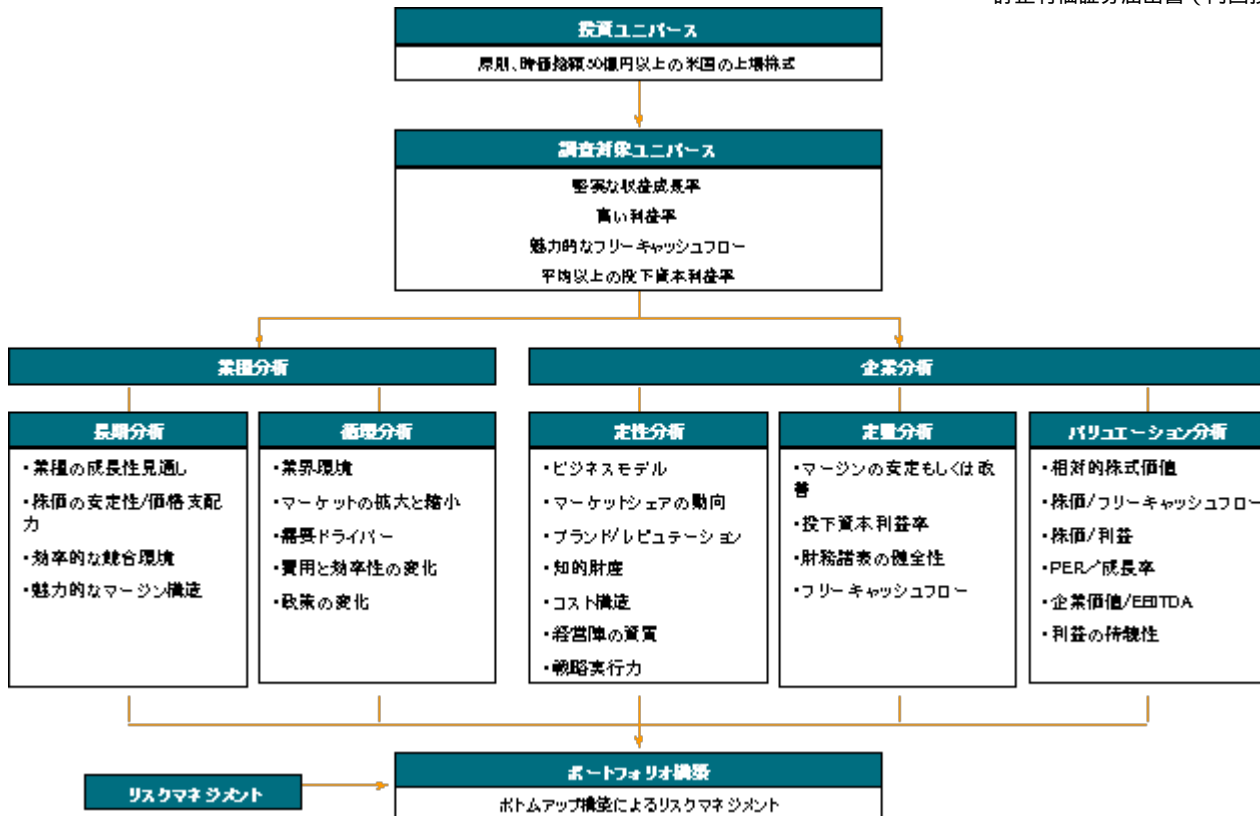 訂正有価証券届出書(内国投
投資ユニバース
原則、時価総額50億円以上の米国の上場株式
調査対象ユニバース
堅実な収益成長率
高い利益率
魅力的なフリーキャッシュフロー
平均以上の投下資本利益率
業種分析
企業分析
長期分析
・業種の成長性見通し
・株価の安定性/価格支配
力
・効率的な競合環境
・魅力的なマージン構造
循環分析
・業界環境
・マーケットの拡大と縮小
・需要ドライバー
・費用と効率性の変化
・政策の変化
定性分析
・ビジネスモデル
・マーケットシェアの動向
・ブランド/レピュテーション
・知的財産
・コスト構造
・経営陣の資質
・戦略実行力
定量分析
・マージンの安定もしくは改
善
・投下資本利益率
・財務諸表の健全性
・フリーキャッシュフロー
バリュエーション分析
・相対的株式価値
・株価/フリーキャッシュフロー
・株価/利益
・PER/成長率
・企業価値/EBITDA
・利益の持続性
リスクマネジメント
ポートフォリオ構築
ボトムアップ構築によるリスクマネジメント